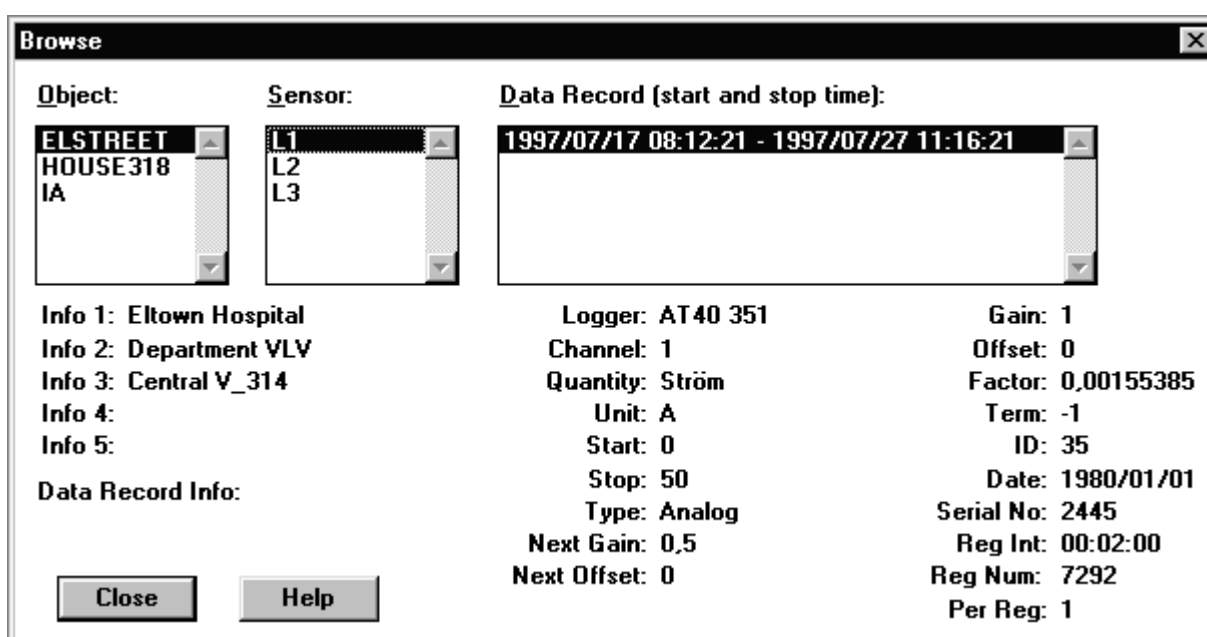 Browse
Object:
ELSTREET
HOUSE318
IA
Sensor:
L1
L2
L3
Data Record (start and stop time):
1997/07/17 08:12:21 - 1997/07/27 11:16:21
Info 1: Eltown Hospital
Info 2: Department VLV
Info 3: Central V_314
Info 4:
Info 5:
Data Record Info:
Logger: AT40 351
Channel: 1
Quantity: Ström
Unit: A
Start: 0
Stop: 50
Type: Analog
Next Gain: 0,5
Next Offset: 0
Gain: 1
Offset: 0
Factor: 0,00155385
Term: -1
ID: 35
Date: 1980/01/01
Serial No: 2445
Reg Int: 00:02:00
Reg Num: 7292
Per Reg: 1
Close
Help